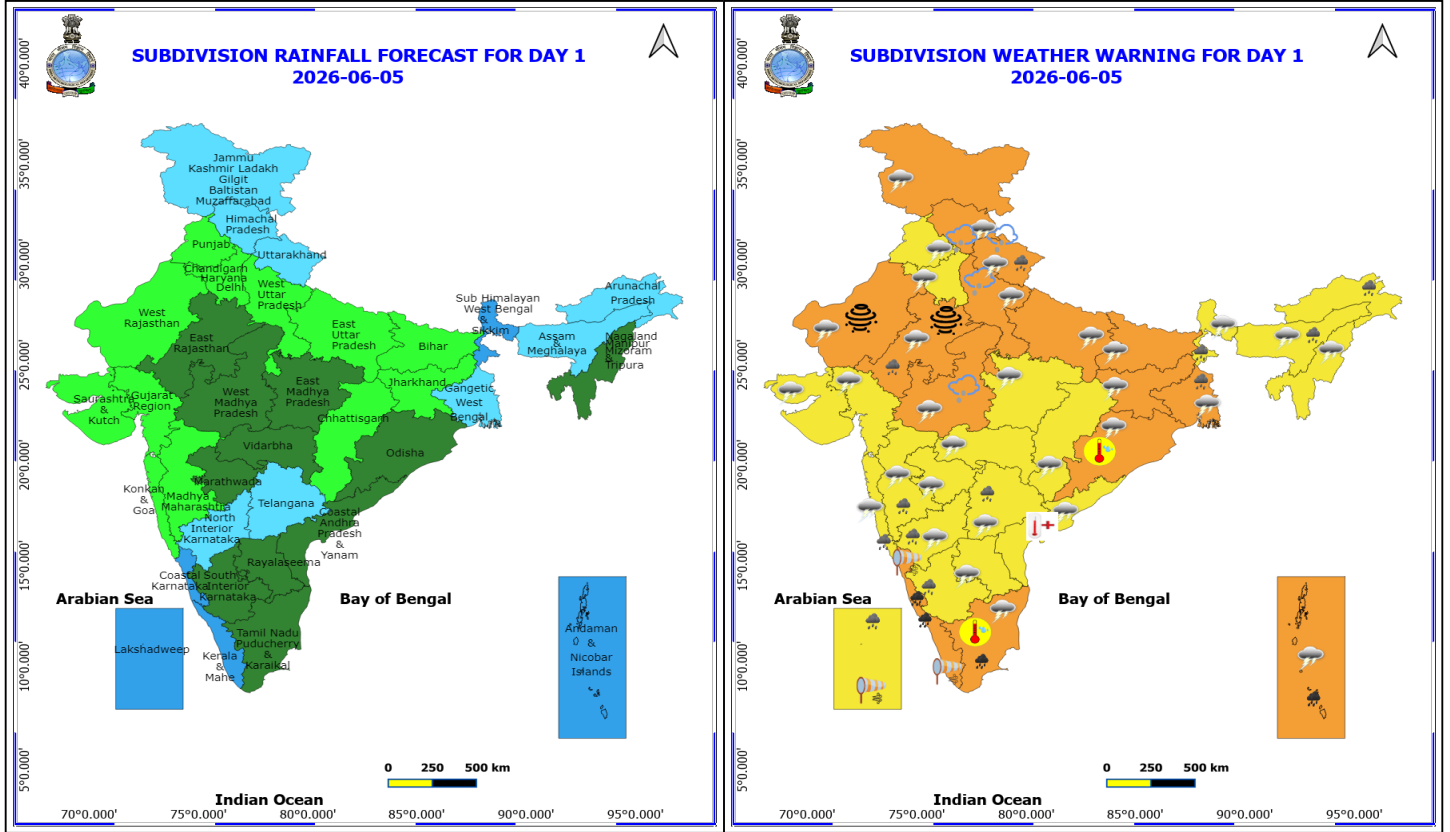 SUBDIVISION RAINFALL FORECAST FOR DAY 1
2026-06-05
40°0.000'
35°0.000'
30°0.000'
25°0.000'
20°0.000'
15°0.000'
10°0.000'
5°0.000'
Jammu
Kashmir Ladakh
Gilgit
Baltistan
Muzaffarabad
Himachal
Pradesh
Punjab
Uttarakhand
Chandigarh
Haryana
Delhi
West
Uttar
Pradesh
Arunachal
Pradesh
Sub Himalayan
West Bengal
&
Sikkim
West
Rajasthan
East
Rajasthan
East
Uttar
Pradesh
Bihar
Assam
&
Meghalaya
Nagaland
Manipur
Mizoram
&
Tripura
Saurashtra
&
Kutch
Gujarat
Region
West
Madhya
Pradesh
East
Madhya
Pradesh
Jharkhand
Gangetic
West
Bengal
Chhattisgarh
Vidarbha
Odisha
Konkan
&
Goa
Madhya
Maharashtra
Marathwada
Telangana
North
Interior
Karnataka
Coastal
Andhra
Pradesh
&
Yanam
Rayalaseema
Coastal
Karnataka
South
Interior
Karnataka
Arabian Sea
Bay of Bengal
Lakshadweep
Kerala
&
Mahe
Tamil Nadu
Puducherry
&
Karaikal
Andaman
&
Nicobar
Islands
0 250 500 km
Indian Ocean
70°0.000' 75°0.000' 80°0.000' 85°0.000' 90°0.000' 95°0.000'
SUBDIVISION WEATHER WARNING FOR DAY 1
2026-06-05
40°0.000'
35°0.000'
30°0.000'
25°0.000'
20°0.000'
15°0.000'
10°0.000'
5°0.000'
Arabian Sea
Bay of Bengal
0 250 500 km
Indian Ocean
70°0.000' 75°0.000' 80°0.000' 85°0.000' 90°0.000' 95°0.000'